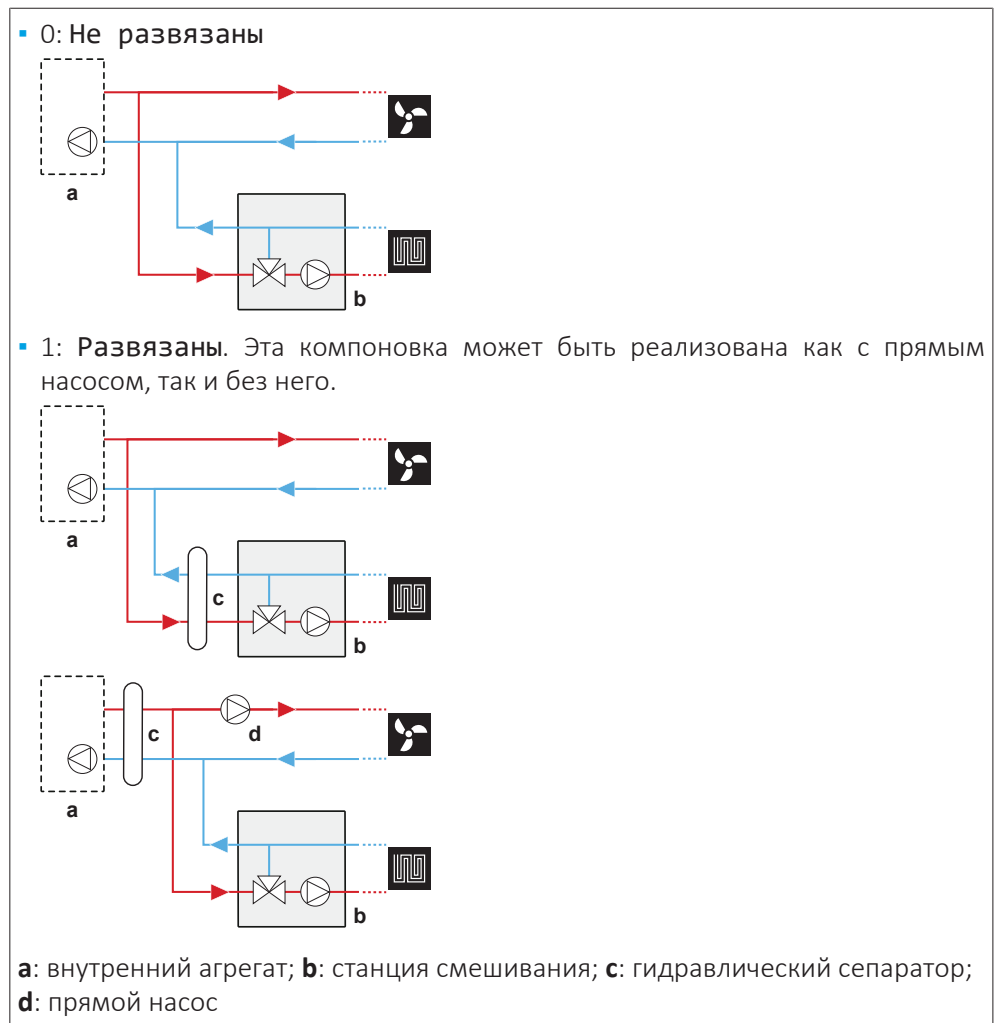 ▪ 0: Не развязаны
a
b
▪ 1: Развязаны. Эта компоновка может быть реализована как с прямым
насосом, так и без него.
a
c
b
c
d
a
b
a: внутренний агрегат; b: станция смешивания; c: гидравлический сепаратор;
d: прямой насос